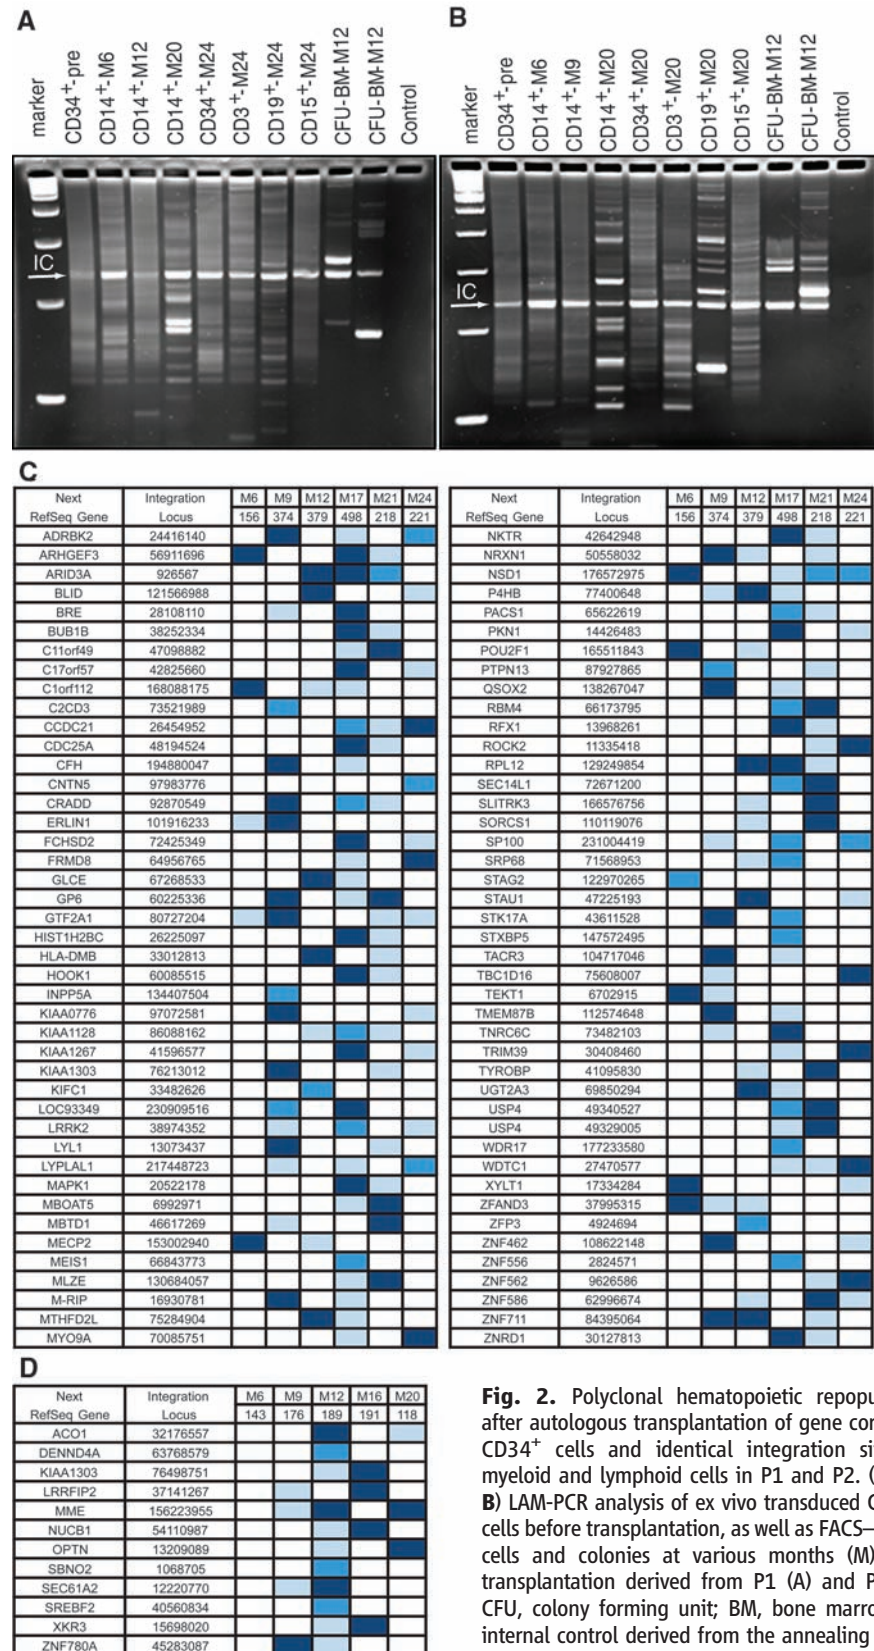 A
marker
CD34+-pre
CD14+-M6
CD14+-M12
CD14+-M20
CD34+-M24
CD3+-M24
CD19+-M24
CD15+-M24
CFU-BM-M12
CFU-BM-M12
Control
IC
B
marker
CD34+-pre
CD14+-M6
CD14+-M9
CD14+-M20
CD34+-M20
CD3+-M20
CD19+-M20
CD15+-M20
CFU-BM-M12
CFU-BM-M12
Control
IC
C
Next Integration M6 M9 M12 M17 M21 M24
RefSeq Gene Locus 156 374 379 498 218 221
ADRBK2 24416140
ARHGEF3 56911696
ARID3A 926567
BLID 121566988
BRE 28108110
BUB1B 38252334
C11orf49 47098882
C17orf57 42825660
C1orf112 168088175
C2CD3 73521989
CCDC21 26454952
CDC25A 48194524
CFH 194880047
CNTN5 97983776
CRADD 92870549
ERLIN1 101916233
FCHSD2 72425349
FRMD8 64956765
GLCE 67268533
GP6 60225336
GTF2A1 80727204
HIST1H2BC 26225097
HLA-DMB 33012813
HOOK1 60085515
INPP5A 134407504
KIAA0776 97072581
KIAA1128 86088162
KIAA1267 41596577
KIAA1303 76213012
KIFC1 33482626
LOC93349 230909516
LRRK2 38974352
LYL1 13073437
LYPLAL1 217448723
MAPK1 20522178
MBOAT5 6992971
MBTD1 46617269
MECP2 153002940
MEIS1 66843773
MLZE 130684057
M-RIP 16930781
MTHFD2L 75284904
MYO9A 70085751
Next Integration M6 M9 M12 M17 M21 M24
RefSeq Gene Locus 156 374 379 498 218 221
NKTR 42642948
NRXN1 50558032
NSD1 176572975
P4HB 77400648
PACS1 65622619
PKN1 14426483
POU2F1 165511843
PTPN13 87927865
QSOX2 138267047
RBM4 66173795
RFX1 13968261
ROCK2 11335418
RPL12 129249854
SEC14L1 72671200
SLITRK3 166576756
SORCS1 110119076
SP100 231004419
SRP68 71568953
STAG2 122970265
STAU1 47225193
STK17A 43611528
STXBP5 147572495
TACR3 104717046
TBC1D16 75608007
TEKT1 6702915
TMEM87B 112574648
TNRC6C 73482103
TRIM39 30408460
TYROBP 41095830
UGT2A3 69850294
USP4 49340527
USP4 49329005
WDR17 177233580
WDTC1 27470577
XYLT1 17334284
ZFAND3 37995315
ZFP3 4924694
ZNF462 108622148
ZNF556 2824571
ZNF562 9626586
ZNF586 62996674
ZNF711 84395064
ZNRD1 30127813
D
Next Integration M6 M9 M12 M16 M20
RefSeq Gene Locus 143 176 189 191 118
ACO1 32176557
DENND4A 63768579
KIAA1303 76498751
LRRFIP2 37141267
MME 156223955
NUCB1 54110987
OPTN 13209089
SBNO2 1068705
SEC61A2 12220770
SREBF2 40560834
XKR3 15698020
ZNF780A 45283087
Fig. 2. Polyclonal hematopoietic repopu
after autologous transplantation of gene cor
CD34+ cells and identical integration si
myeloid and lymphoid cells in P1 and P2. (
B) LAM-PCR analysis of ex vivo transduced C
cells before transplantation, as well as FACS–
cells and colonies at various months (M)
transplantation derived from P1 (A) and P
CFU, colony forming unit; BM, bone marro
internal control derived from the annealing